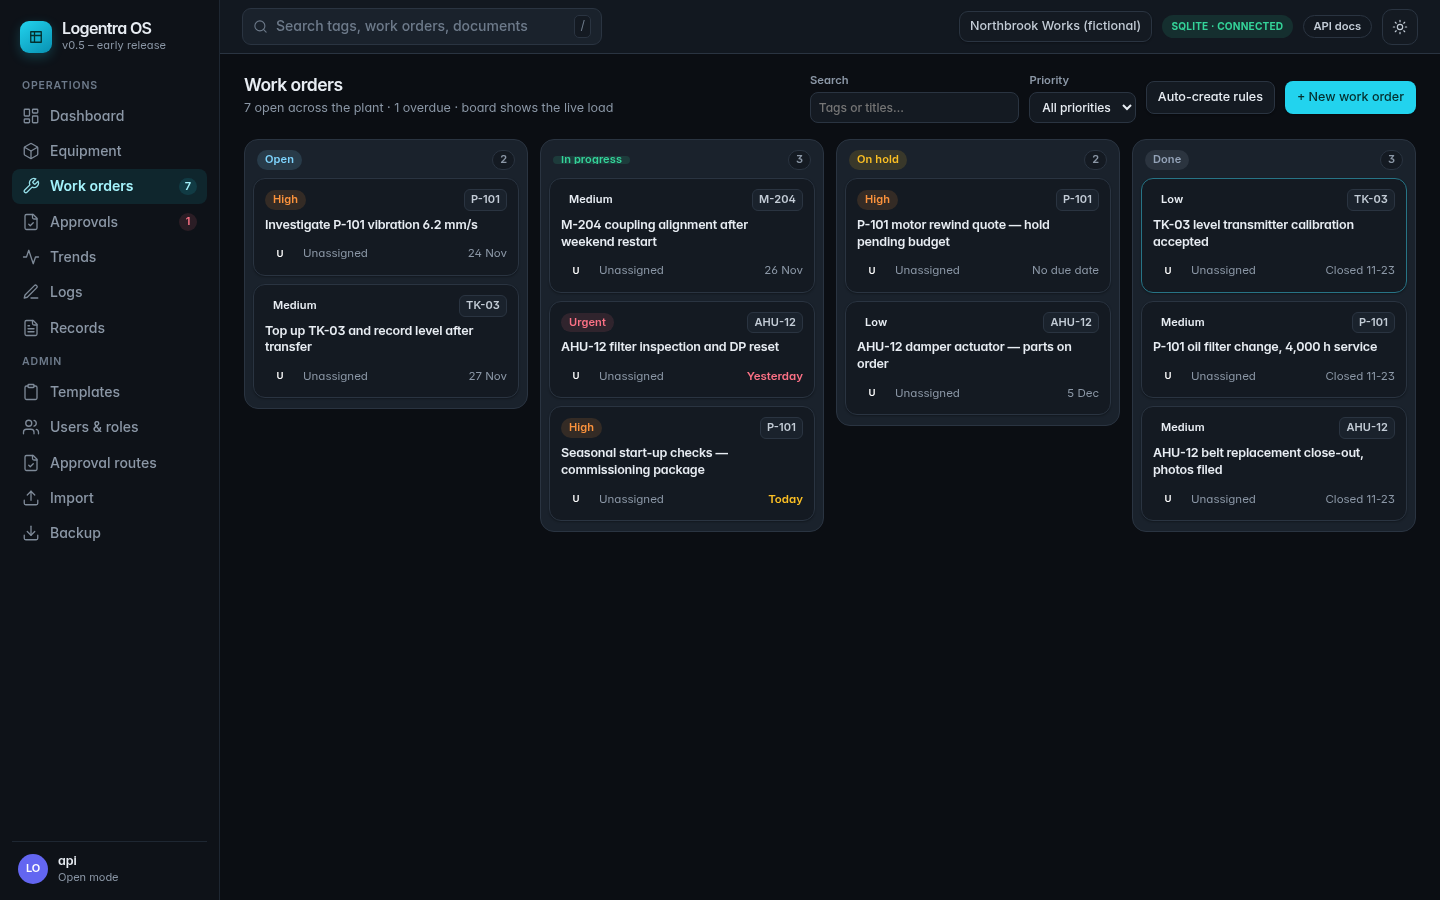 Logentra OS
v0.5 – early release
OPERATIONS
Dashboard
Equipment
Work orders 7
Approvals 1
Trends
Logs
Records
ADMIN
Templates
Users & roles
Approval routes
Import
Backup
LO
api
Open mode
Search tags, work orders, documents /
Northbrook Works (fictional)
SQLITE · CONNECTED
API docs
Work orders
7 open across the plant · 1 overdue · board shows the live load
Search
Tags or titles...
Priority
All priorities
Auto-create rules
+ New work order
Open 2
High P-101
Investigate P-101 vibration 6.2 mm/s
U Unassigned 24 Nov
Medium TK-03
Top up TK-03 and record level after
transfer
U Unassigned 27 Nov
In progress 3
Medium M-204
M-204 coupling alignment after
weekend restart
U Unassigned 26 Nov
Urgent AHU-12
AHU-12 filter inspection and DP reset
U Unassigned Yesterday
High P-101
Seasonal start-up checks —
commissioning package
U Unassigned Today
On hold 2
High P-101
P-101 motor rewind quote — hold
pending budget
U Unassigned No due date
Low AHU-12
AHU-12 damper actuator — parts on
order
U Unassigned 5 Dec
Done 3
Low TK-03
TK-03 level transmitter calibration
accepted
U Unassigned Closed 11-23
Medium P-101
P-101 oil filter change, 4,000 h service
U Unassigned Closed 11-23
Medium AHU-12
AHU-12 belt replacement close-out,
photos filed
U Unassigned Closed 11-23